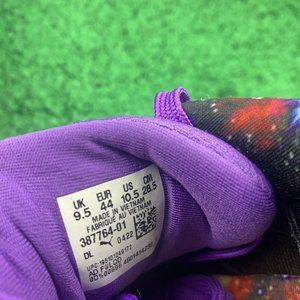 UK EUR US CM
9.5 44 10.5 28.5
MADE IN VIETNAM
FABRIQUÉ AU VIETNAM
387764-01
DL 0422